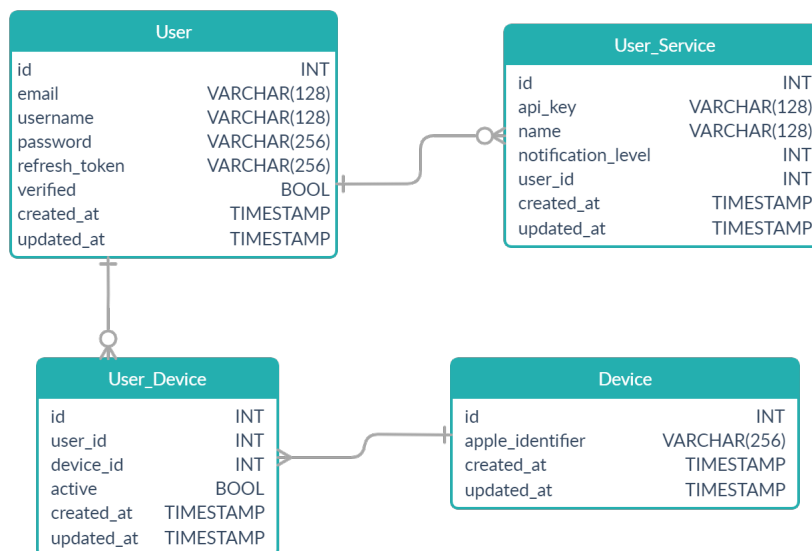 User
id INT
email VARCHAR(128)
username VARCHAR(128)
password VARCHAR(256)
refresh_token VARCHAR(256)
verified BOOL
created_at TIMESTAMP
updated_at TIMESTAMP
User_Service
id INT
api_key VARCHAR(128)
name VARCHAR(128)
notification_level INT
user_id INT
created_at TIMESTAMP
updated_at TIMESTAMP
User_Device
id INT
user_id INT
device_id INT
active BOOL
created_at TIMESTAMP
updated_at TIMESTAMP
Device
id INT
apple_identifier VARCHAR(256)
created_at TIMESTAMP
updated_at TIMESTAMP